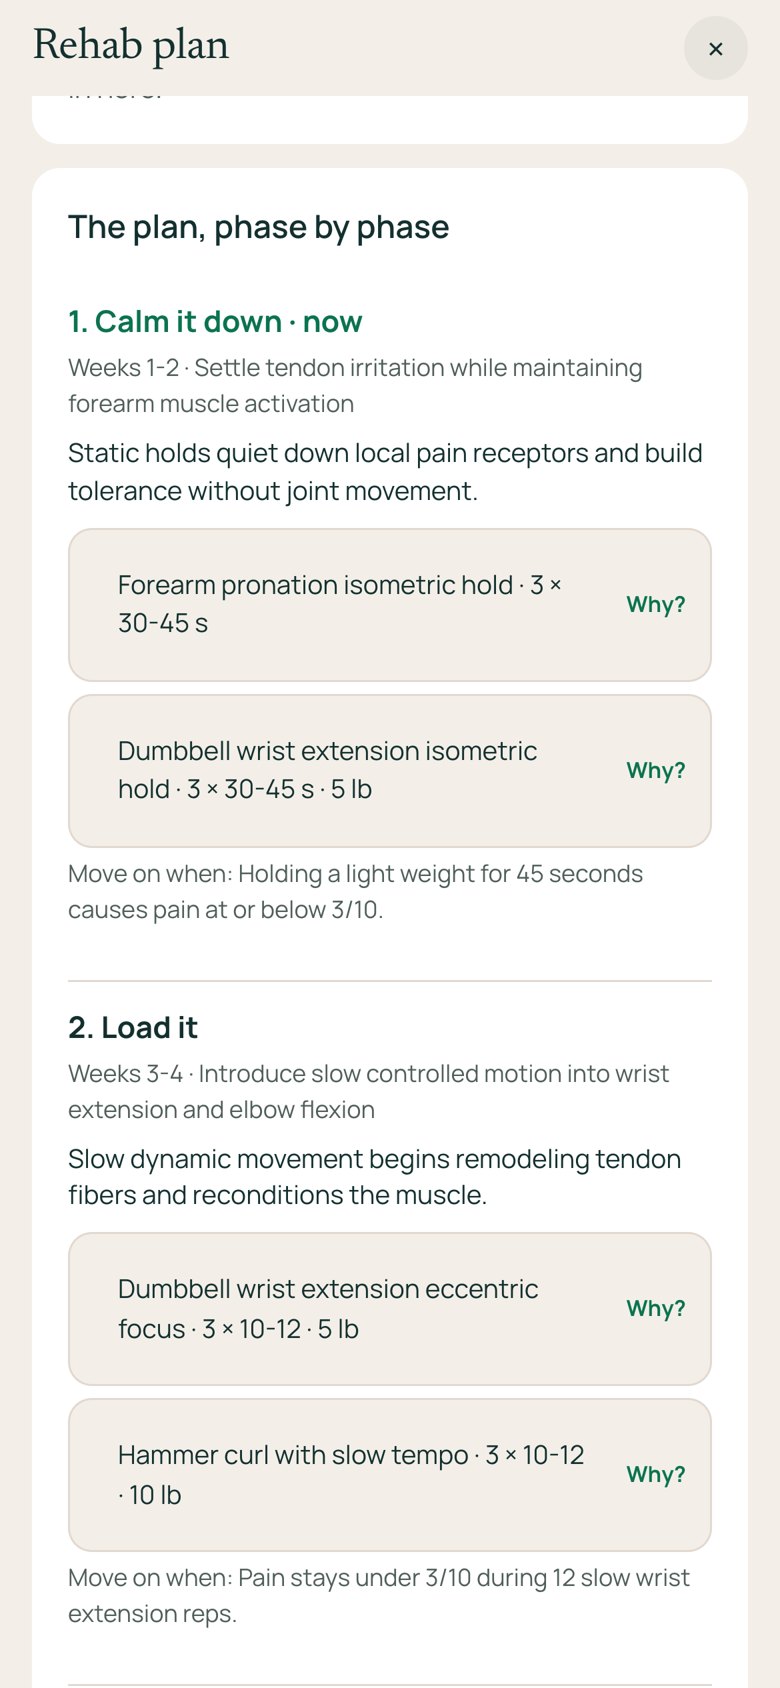 Rehab plan
×
The plan, phase by phase
1. Calm it down · now
Weeks 1-2 · Settle tendon irritation while maintaining
forearm muscle activation
Static holds quiet down local pain receptors and build
tolerance without joint movement.
Forearm pronation isometric hold · 3 ×
30-45 s
Why?
Dumbbell wrist extension isometric
hold · 3 × 30-45 s · 5 lb
Why?
Move on when: Holding a light weight for 45 seconds
causes pain at or below 3/10.
2. Load it
Weeks 3-4 · Introduce slow controlled motion into wrist
extension and elbow flexion
Slow dynamic movement begins remodeling tendon
fibers and reconditions the muscle.
Dumbbell wrist extension eccentric
focus · 3 × 10-12 · 5 lb
Why?
Hammer curl with slow tempo · 3 × 10-12
· 10 lb
Why?
Move on when: Pain stays under 3/10 during 12 slow wrist
extension reps.